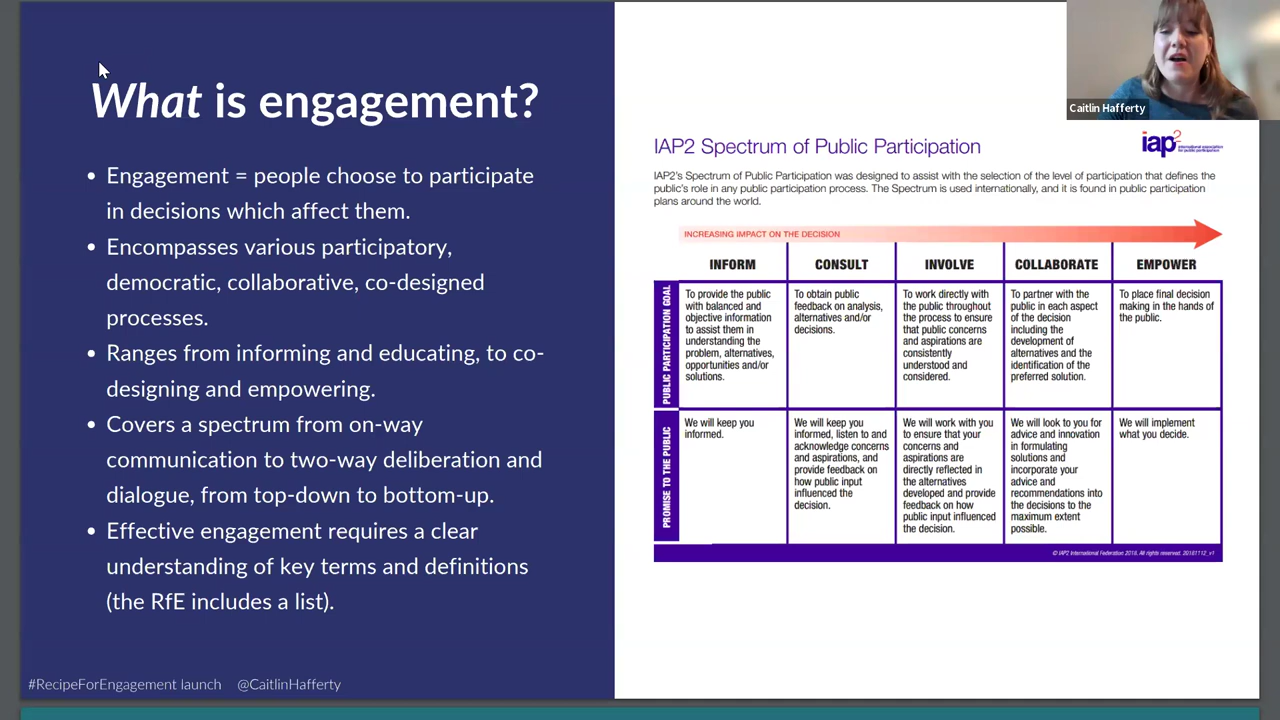 What is engagement?
• Engagement = people choose to participate
in decisions which affect them.
• Encompasses various participatory,
democratic, collaborative, co-designed
processes.
• Ranges from informing and educating, to co-
designing and empowering.
• Covers a spectrum from on-way
communication to two-way deliberation and
dialogue, from top-down to bottom-up.
• Effective engagement requires a clear
understanding of key terms and definitions
(the RfE includes a list).
#RecipeForEngagement launch @CaitlinHafferty
Caitlin Hafferty
IAP2 Spectrum of Public Participation
iap2
international association
for public participation
IAP2's Spectrum of Public Participation was designed to assist with the selection of the level of participation that defines the
public's role in any public participation process. The Spectrum is used internationally, and it is found in public participation
plans around the world.
INCREASING IMPACT ON THE DECISION
INFORM
CONSULT
INVOLVE
COLLABORATE
EMPOWER
PUBLIC PARTICIPATION GOAL
To provide the public
with balanced and
objective information
to assist them in
understanding the
problem, alternatives,
opportunities and/or
solutions.
To obtain public
feedback on analysis,
alternatives and/or
decisions.
To work directly with
the public throughout
the process to ensure
that public concerns
and aspirations are
consistently
understood and
considered.
To partner with the
public in each aspect
of the decision
including the
development of
alternatives and the
identification of the
preferred solution.
To place final decision
making in the hands of
the public.
PROMISE TO THE PUBLIC
We will keep you
informed.
We will keep you
informed, listen to and
acknowledge concerns
and aspirations, and
provide feedback on
how public input
influenced the
decision.
We will work with you
to ensure that your
concerns and
aspirations are
directly reflected in
the alternatives
developed and provide
feedback on how
public input influenced
the decision.
We will look to you for
advice and innovation
in formulating
solutions and
incorporate your
advice and
recommendations into
the decisions to the
maximum extent
possible.
We will implement
what you decide.
© IAP2 International Federation 2018. All rights reserved. 20181112_v1